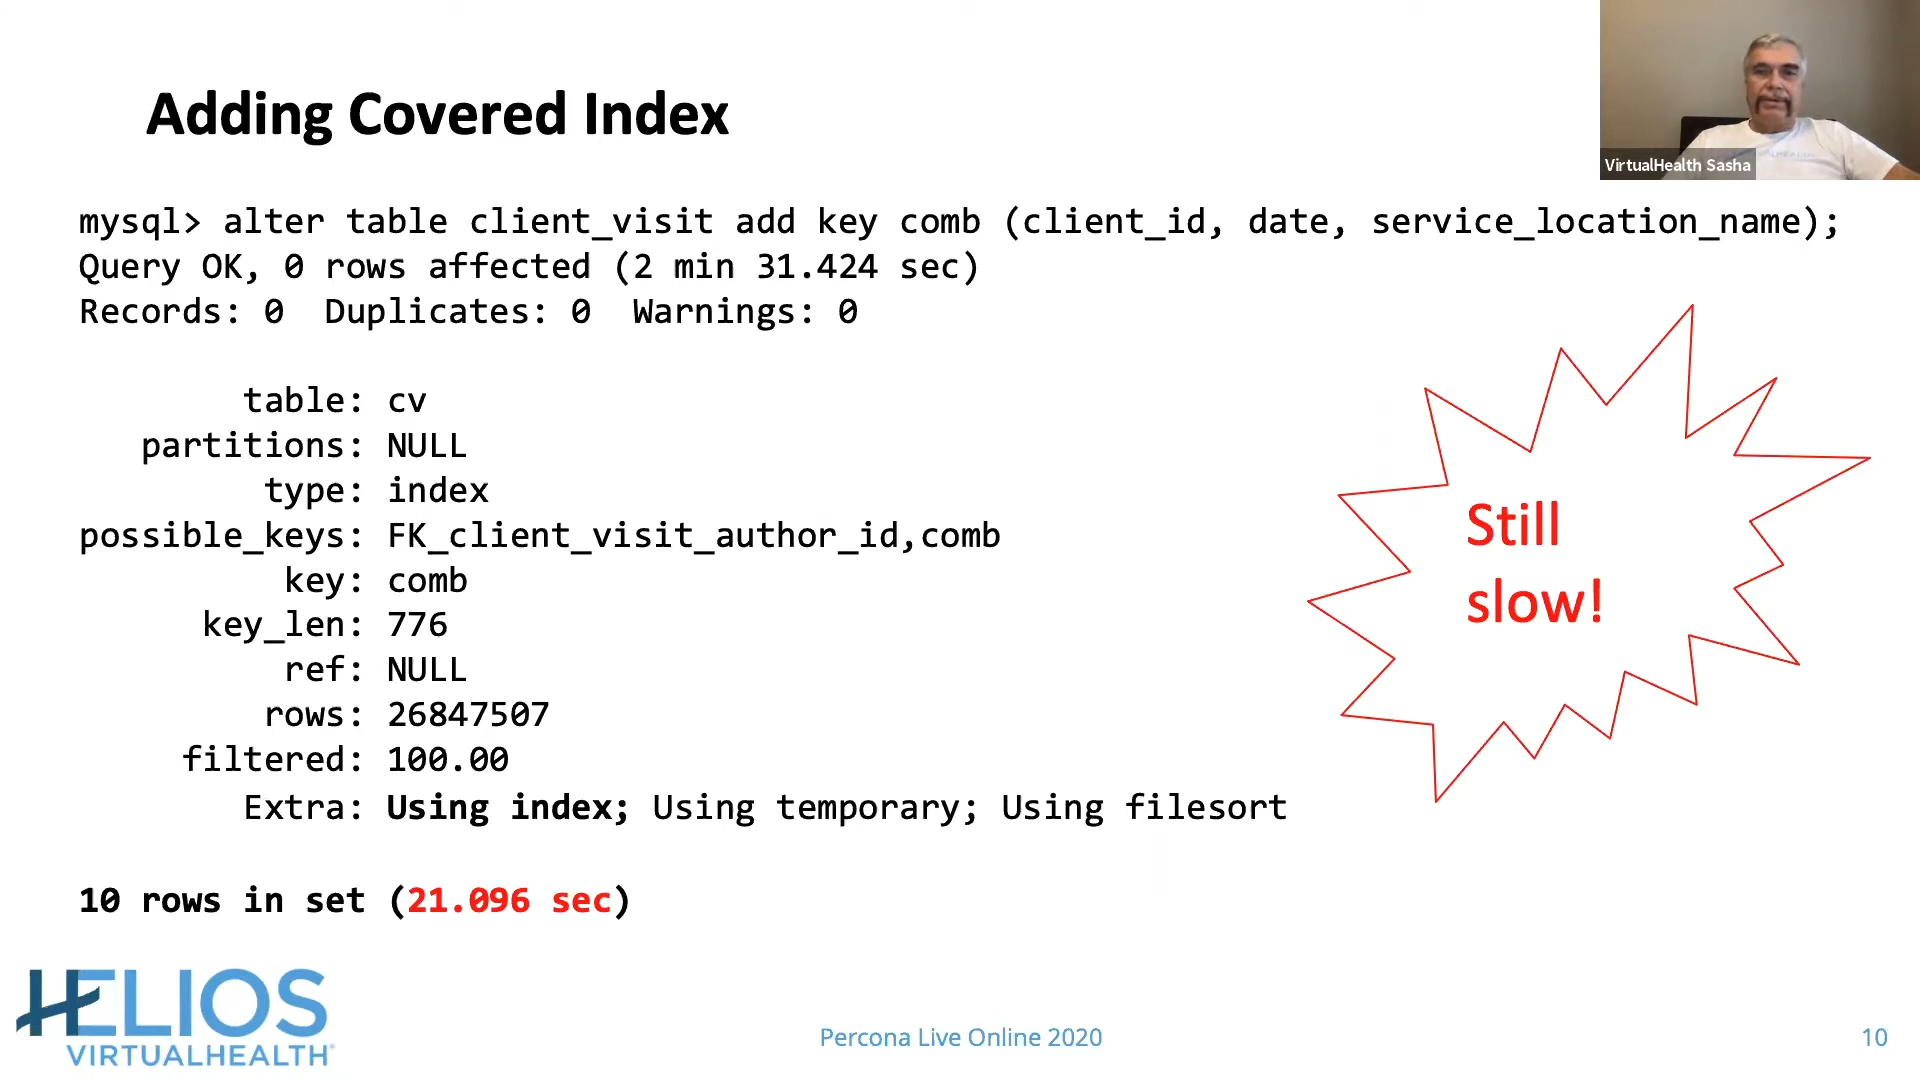 Adding Covered Index
VirtualHealth Sasha
mysql> alter table client_visit add key comb (client_id, date, service_location_name);
Query OK, 0 rows affected (2 min 31.424 sec)
Records: 0  Duplicates: 0  Warnings: 0
table: cv
partitions: NULL
type: index
possible_keys: FK_client_visit_author_id,comb
key: comb
key_len: 776
ref: NULL
rows: 26847507
filtered: 100.00
Extra: Using index; Using temporary; Using filesort
Still
slow!
10 rows in set (21.096 sec)
HELIOS
VIRTUALHEALTH
Percona Live Online 2020
10